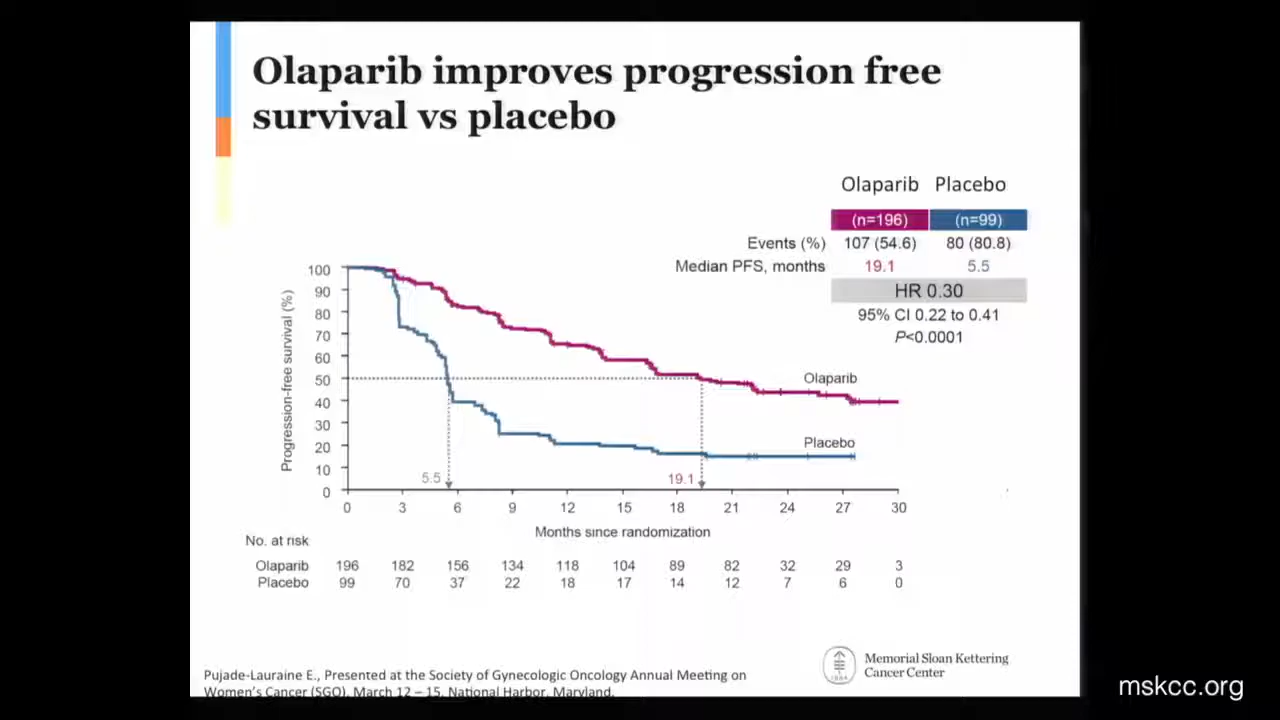 Olaparib improves progression free
survival vs placebo
Olaparib Placebo
(n=196) (n=99)
Events (%) 107 (54.6) 80 (80.8)
Median PFS, months 19.1 5.5
HR 0.30
95% CI 0.22 to 0.41
P<0.0001
Progression-free survival (%)
100
90
80
70
60
50
40
30
20
10
0
Olaparib
Placebo
5.5
19.1
0 3 6 9 12 15 18 21 24 27 30
Months since randomization
No. at risk
Olaparib 196 182 156 134 118 104 89 82 32 29 3
Placebo 99 70 37 22 18 17 14 12 7 6 0
Pujade-Lauraine E., Presented at the Society of Gynecologic Oncology Annual Meeting on
Women's Cancer (SGO), March 12 – 15, National Harbor, Maryland.
1884
Memorial Sloan Kettering
Cancer Center
mskcc.org